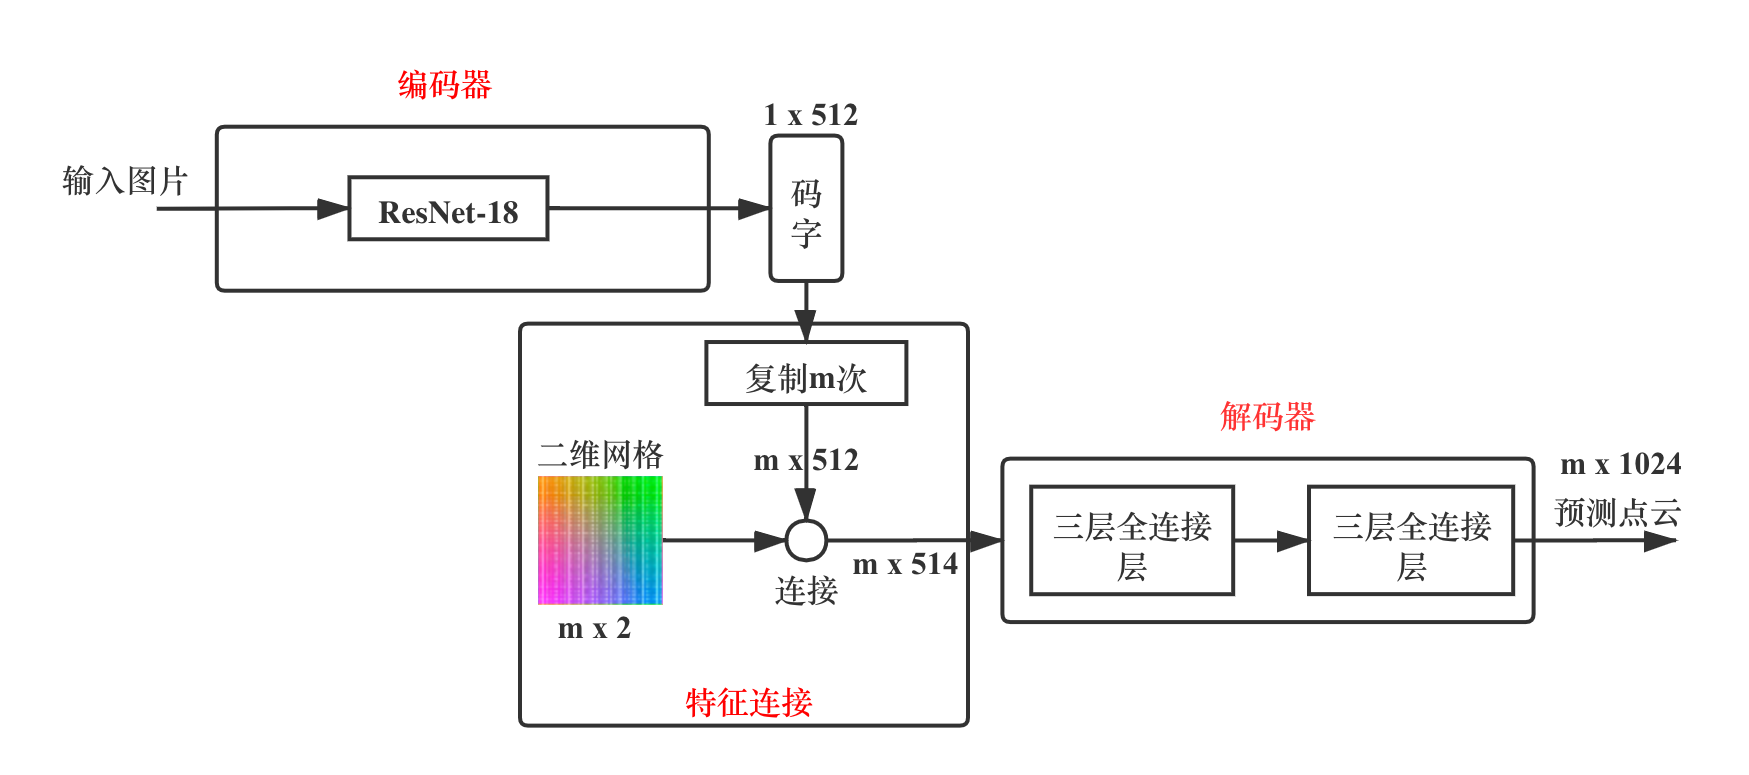 编码器
输入图片
ResNet-18
1 x 512
码
字
复制m次
m x 512
二维网格
m x 2
连接
m x 514
特征连接
解码器
三层全连接
层
三层全连接
层
m x 1024
预测点云